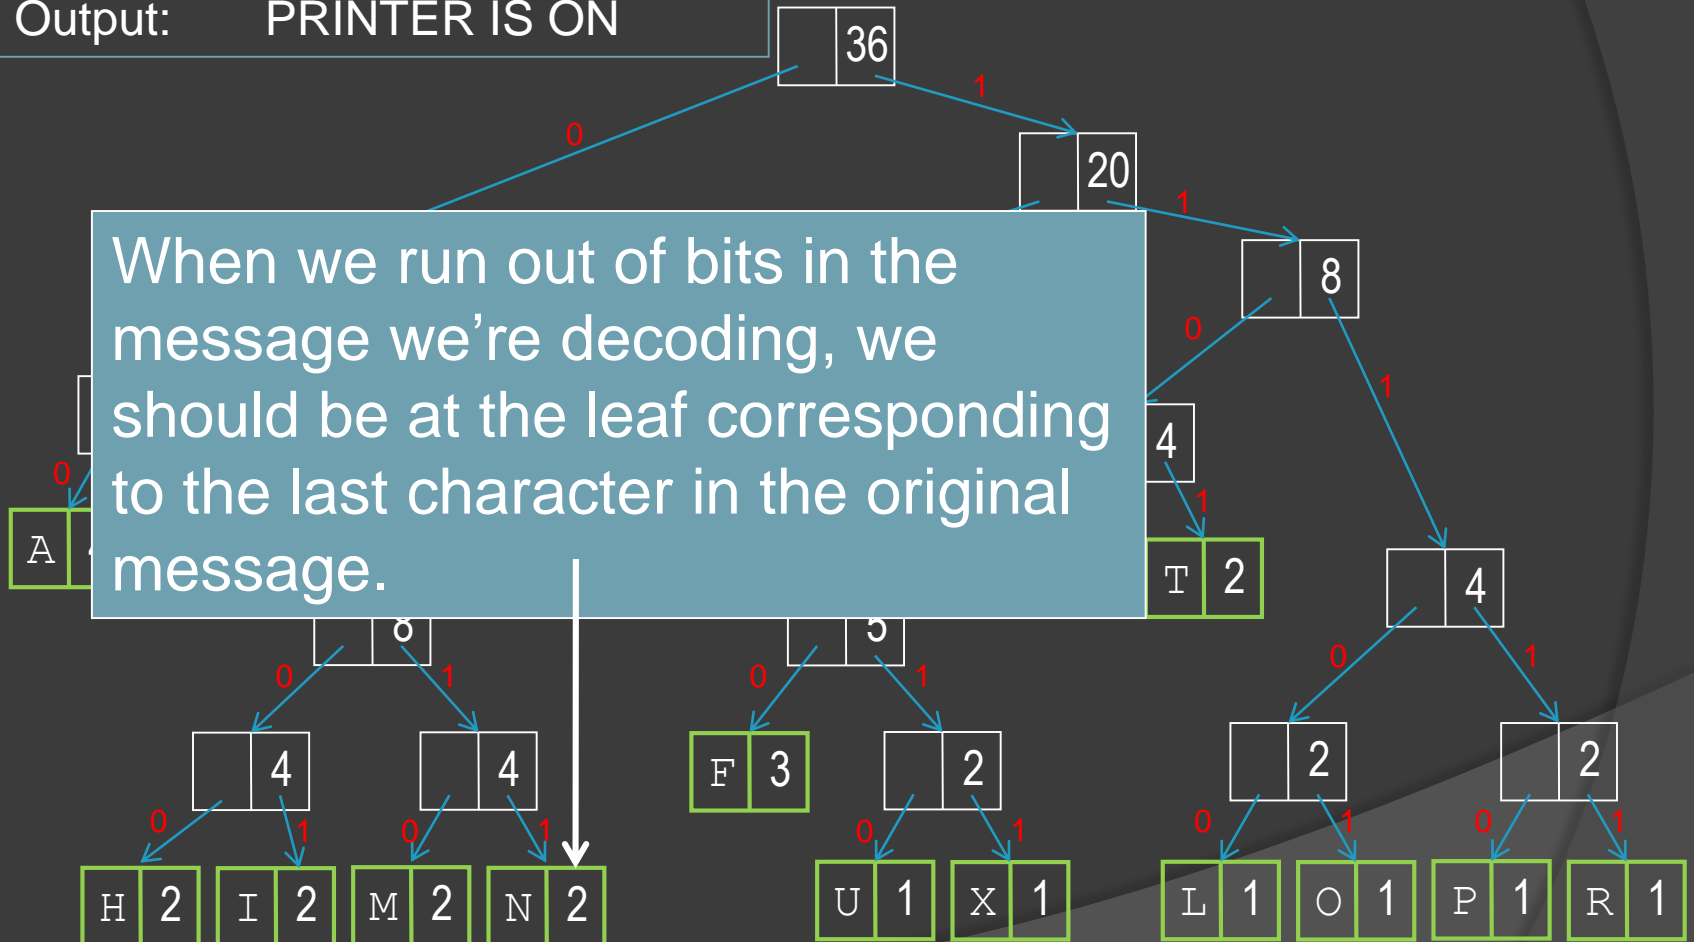 Output: PRINTER IS ON
36
0 1
20
1
When we run out of bits in the
message we’re decoding, we
should be at the leaf corresponding
to the last character in the original
message.
8
0 1
4
0 1
A
T 2
4
8 5
0 1 0 1 0 1
4 4 F 3 2 2 2
0 1 0 1 0 1 0 1 0 1
H 2 I 2 M 2 N 2 U 1 X 1 L 1 O 1 P 1 R 1